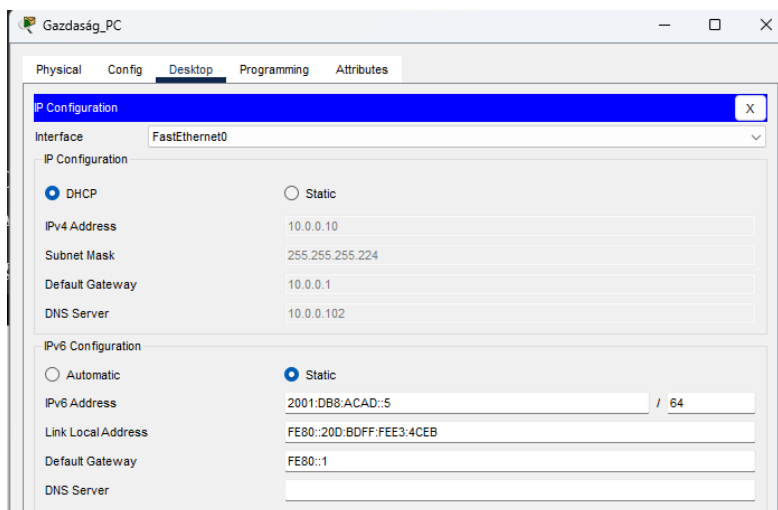 Gazdaság_PC
Physical Config Desktop Programming Attributes
IP Configuration X
Interface FastEthernet0
IP Configuration
DHCP Static
IPv4 Address 10.0.0.10
Subnet Mask 255.255.255.224
Default Gateway 10.0.0.1
DNS Server 10.0.0.102
IPv6 Configuration
Automatic Static
IPv6 Address 2001:DB8:ACAD::5 / 64
Link Local Address FE80::20D:BDFF:FEE3:4CEB
Default Gateway FE80::1
DNS Server